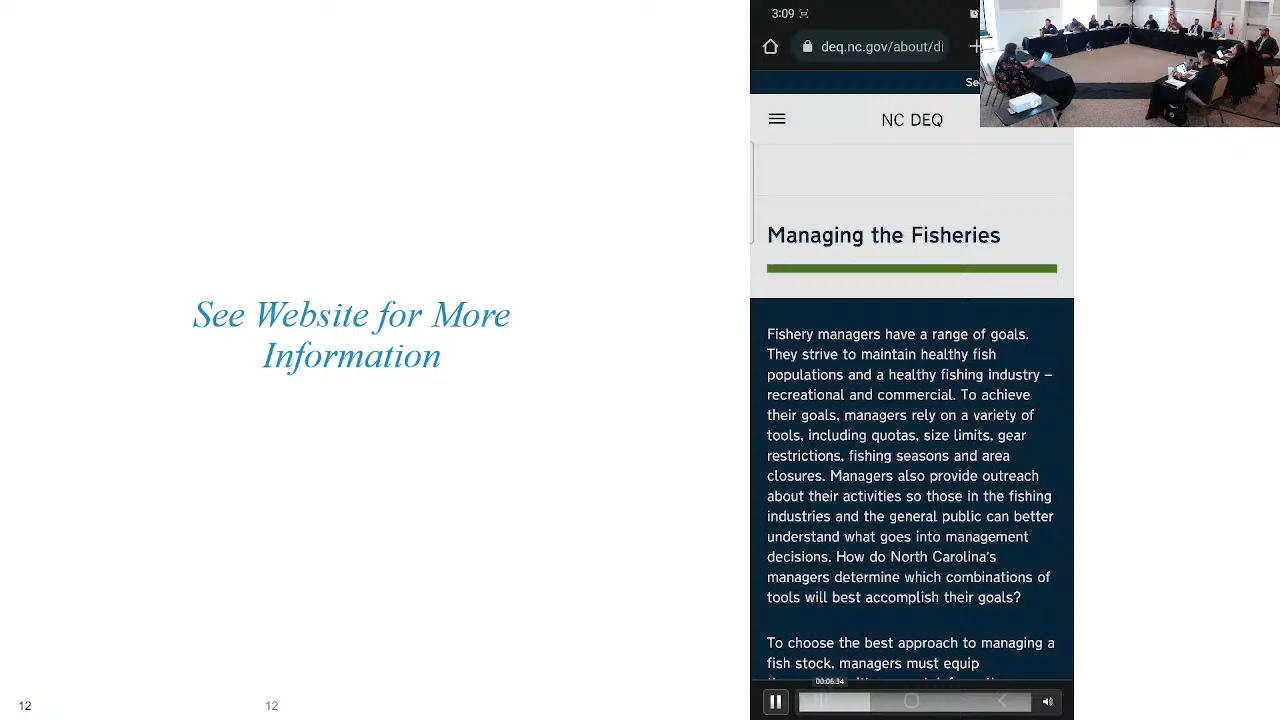 See Website for More
Information
12
12
3:09
deq.nc.gov/about/di
Se
NC DEQ
Managing the Fisheries
Fishery managers have a range of goals.
They strive to maintain healthy fish
populations and a healthy fishing industry –
recreational and commercial. To achieve
their goals, managers rely on a variety of
tools, including quotas, size limits, gear
restrictions, fishing seasons and area
closures. Managers also provide outreach
about their activities so those in the fishing
industries and the general public can better
understand what goes into management
decisions. How do North Carolina's
managers determine which combinations of
tools will best accomplish their goals?
To choose the best approach to managing a
fish stock, managers must equip
00:06.34